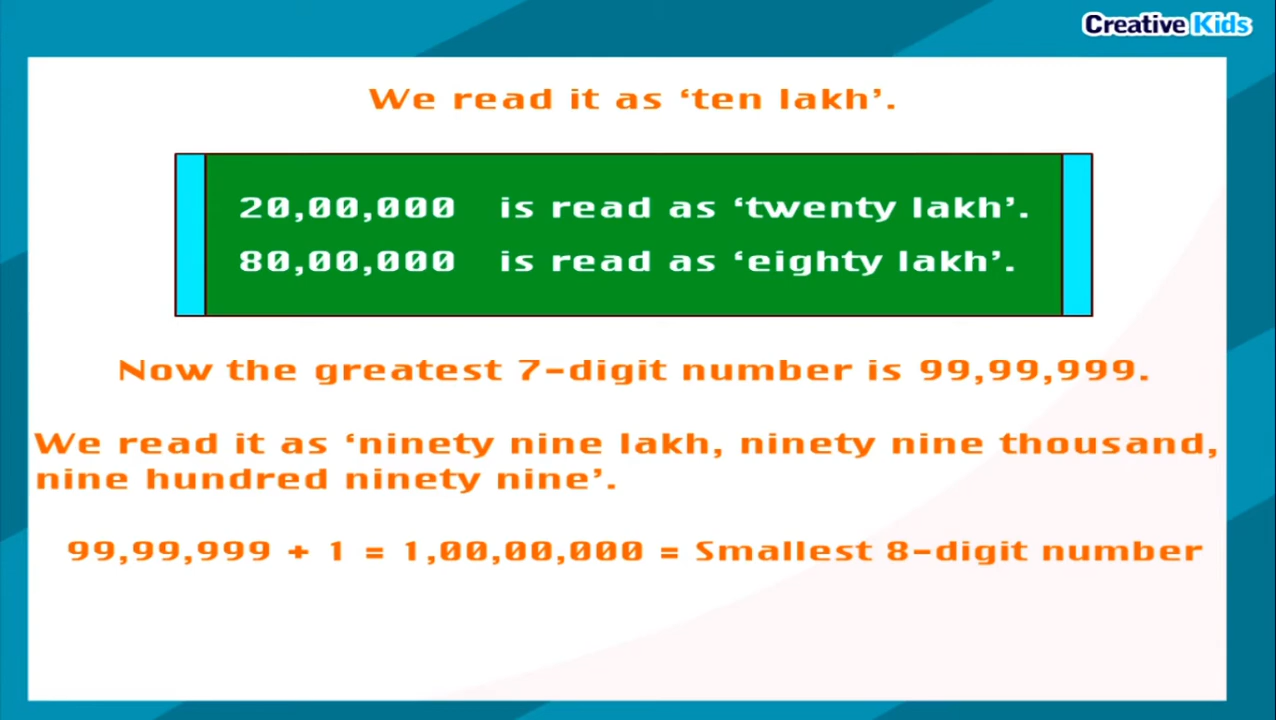 Creative Kids
We read it as ‘ten lakh’.
20,00,000 is read as ‘twenty lakh’.
80,00,000 is read as ‘eighty lakh’.
Now the greatest 7-digit number is 99,99,999.
We read it as ‘ninety nine lakh, ninety nine thousand,
nine hundred ninety nine’.
99,99,999 + 1 = 1,00,00,000 = Smallest 8-digit number